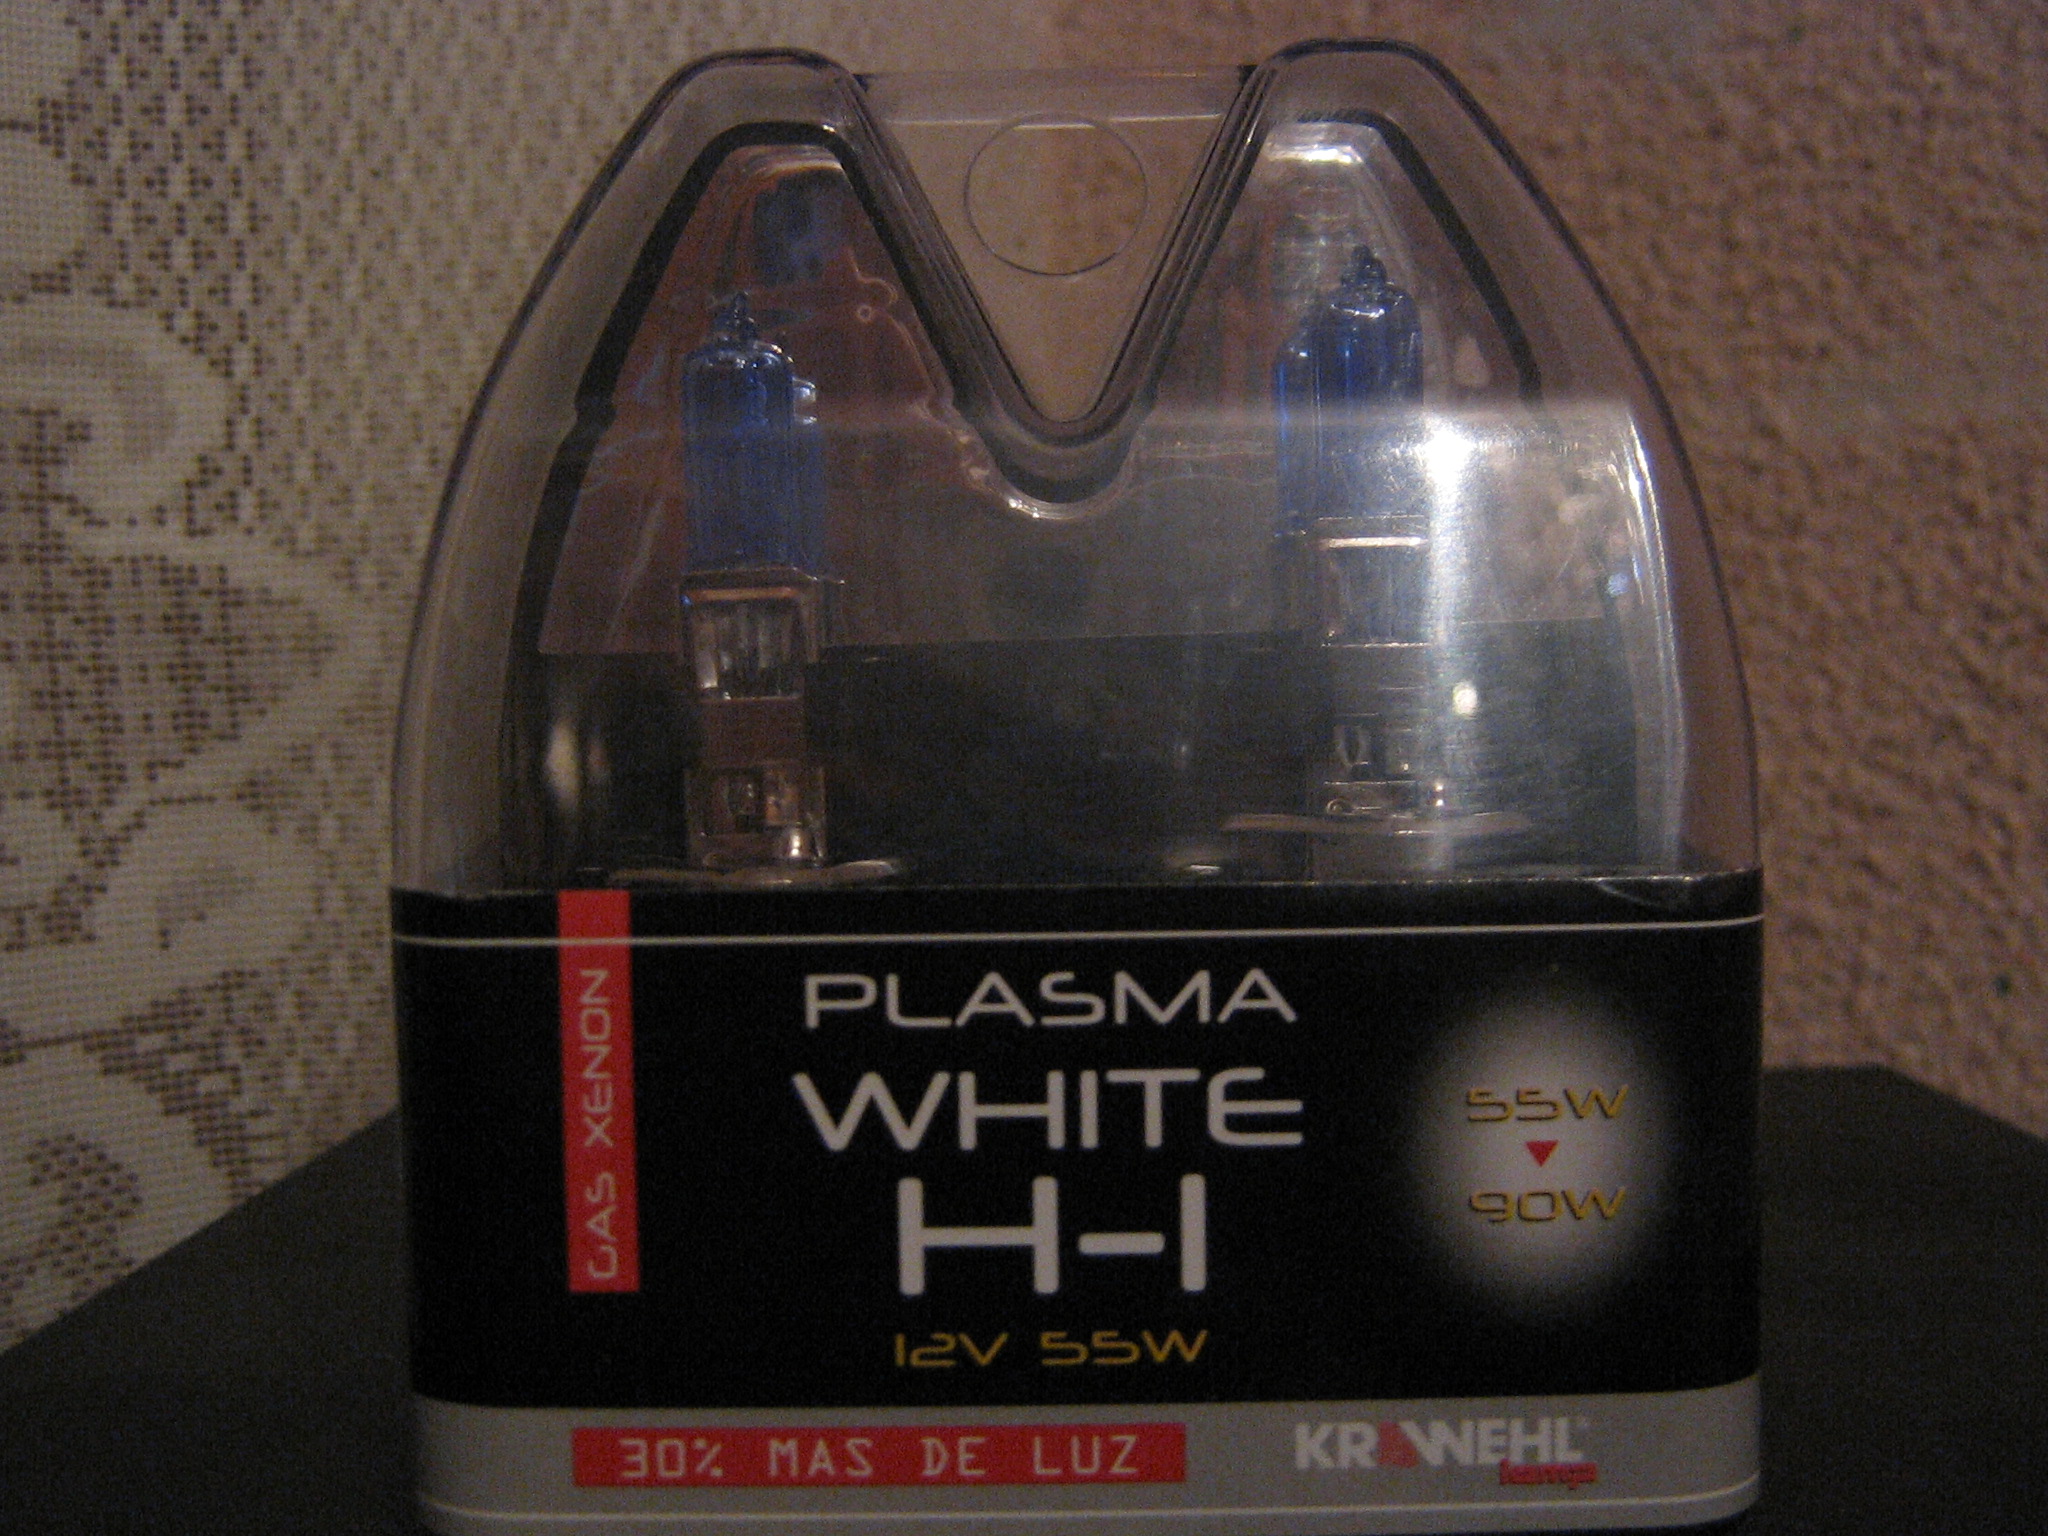 GAS XENON
PLASMA
WHITE
H-1
12V 55W
55W
90W
30% MAS DE LUZ
KRAWEHL